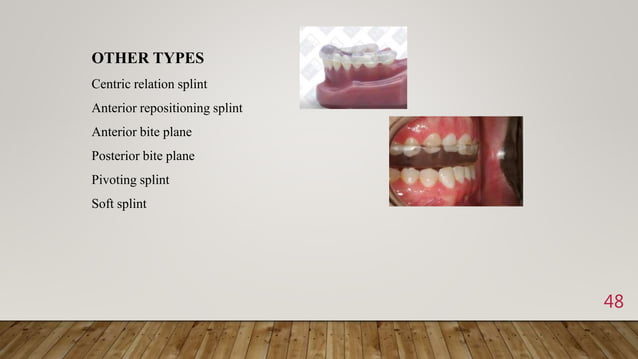 OTHER TYPES
Centric relation splint
Anterior repositioning splint
Anterior bite plane
Posterior bite plane
Pivoting splint
Soft splint
48